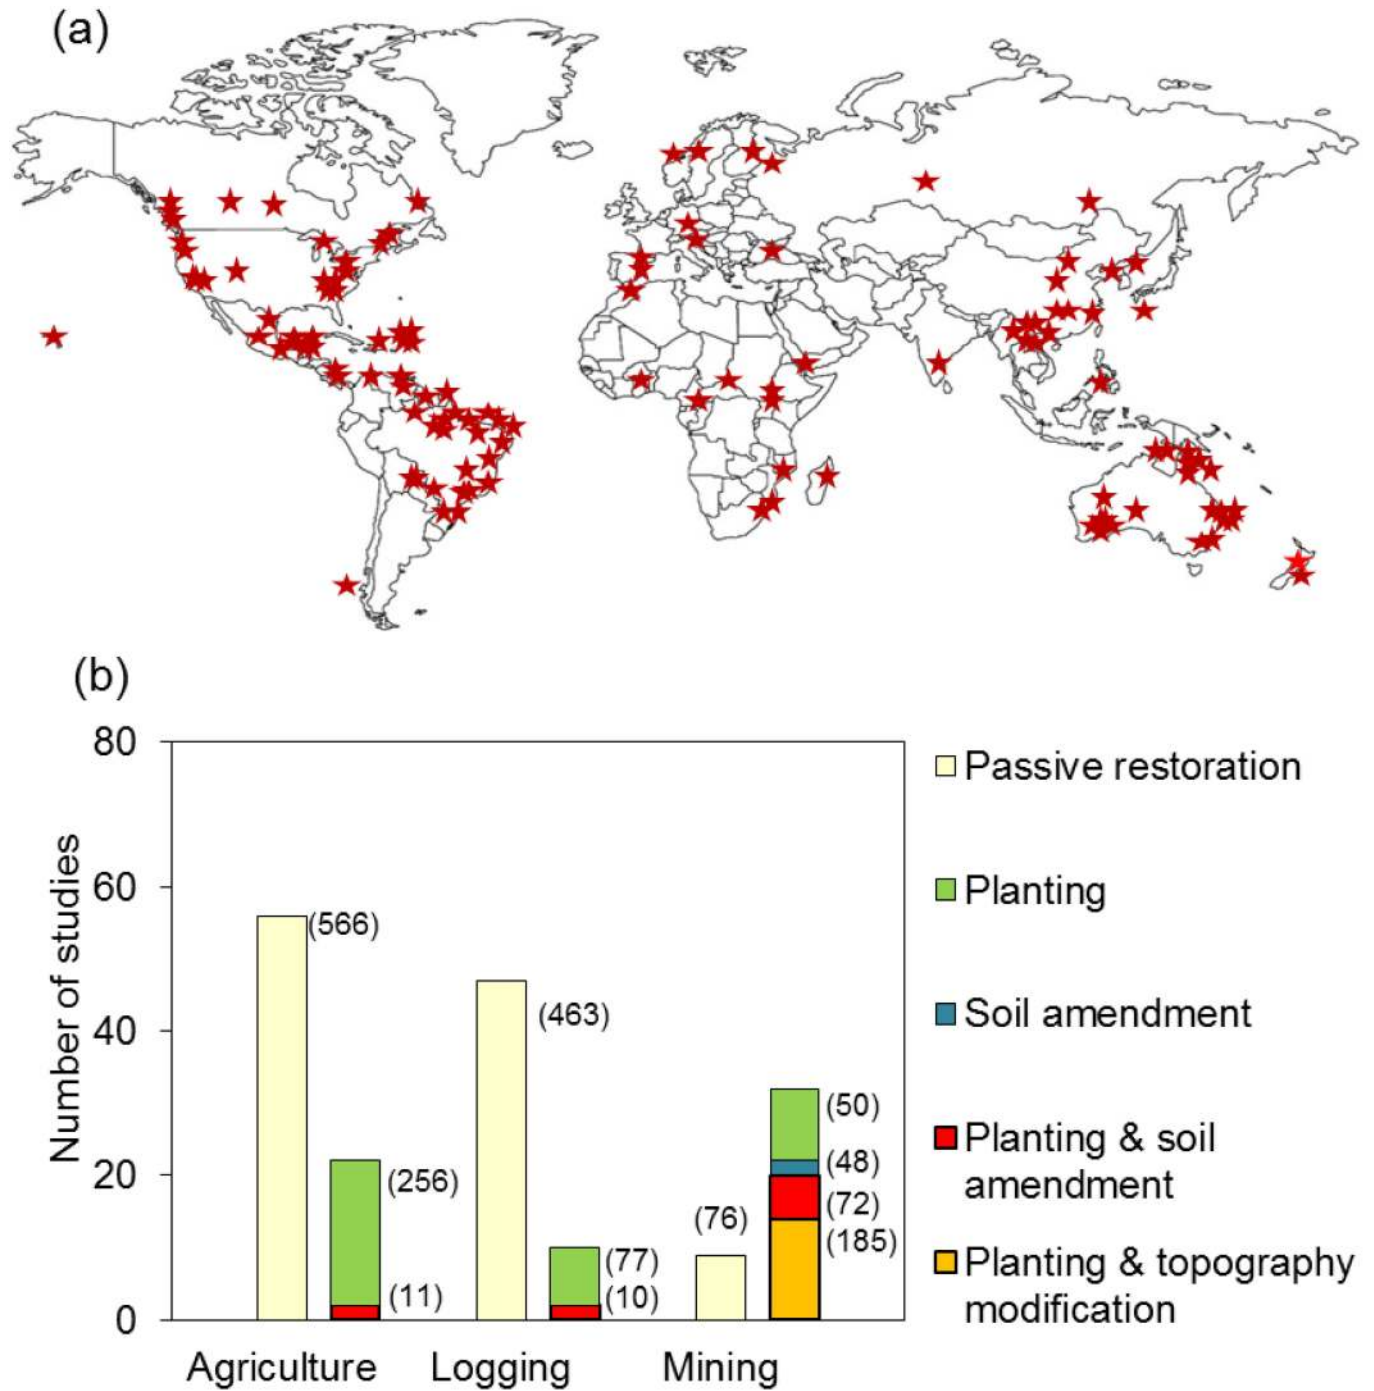 (a)
(b)
Number of studies
80
60
40
20
0
(566)
(256)
(11)
(463)
(77)
(10)
(76)
(50)
(48)
(72)
(185)
Agriculture
Logging
Mining
Passive restoration
Planting
Soil amendment
Planting & soil
amendment
Planting & topography
modification